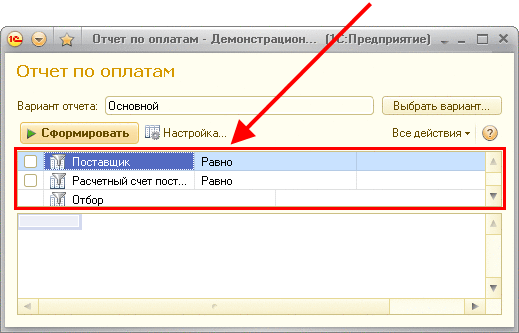 Отчет по оплатам - Демонстрацион... (1С:Предприятие)
Отчет по оплатам
Вариант отчета: Основной Выбрать вариант...
Сформировать Настройка... Все действия ?
Поставщик Равно
Расчетный счет пост... Равно
Отбор